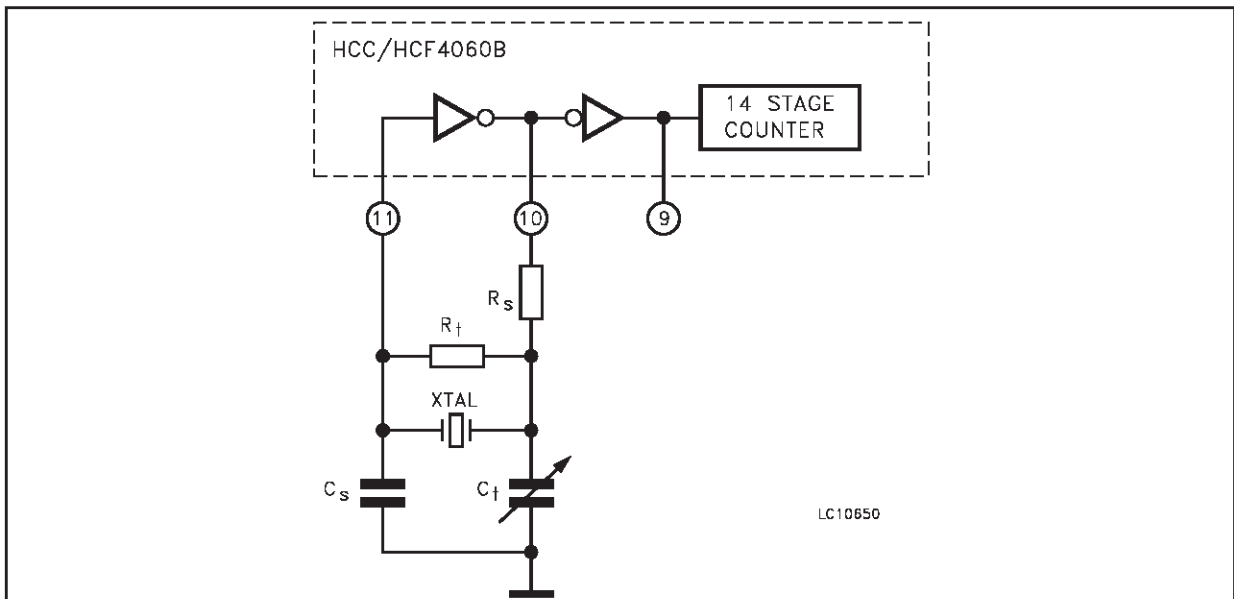 HCC/HCF4060B
14 STAGE
COUNTER
11
10
9
Rs
Rt
XTAL
Cs
Ct
LC10650